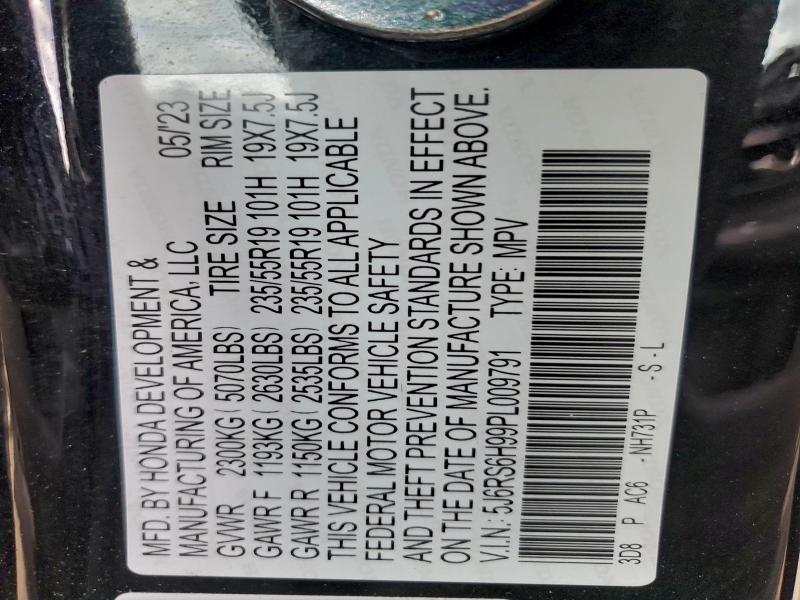 MFD. BY HONDA DEVELOPMENT &
MANUFACTURING OF AMERICA, LLC 05/'23
GVWR 2300KG ( 5070LBS) TIRE SIZE RIM SIZE
GAWR F 1193KG ( 2630LBS) 235/55R19 101H 19X7.5J
GAWR R 1150KG ( 2535LBS) 235/55R19 101H 19X7.5J
THIS VEHICLE CONFORMS TO ALL APPLICABLE
FEDERAL MOTOR VEHICLE SAFETY
AND THEFT PREVENTION STANDARDS IN EFFECT
ON THE DATE OF MANUFACTURE SHOWN ABOVE.
V.I.N.: 5J6RS6H99PL009791 TYPE: MPV
3D8 P AC6 -NH731P -S-L